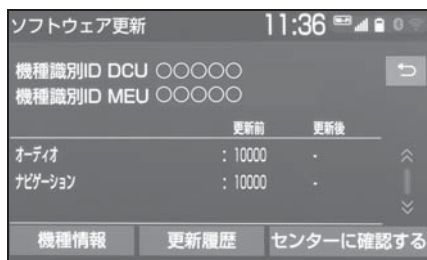 ソフトウェア更新 11:36
機種識別ID DCU ○○○○○
機種識別ID MEU ○○○○○
更新前 更新後
オーディオ : 10000 -
ナビゲーション : 10000 -
機種情報 更新履歴 センターに確認する